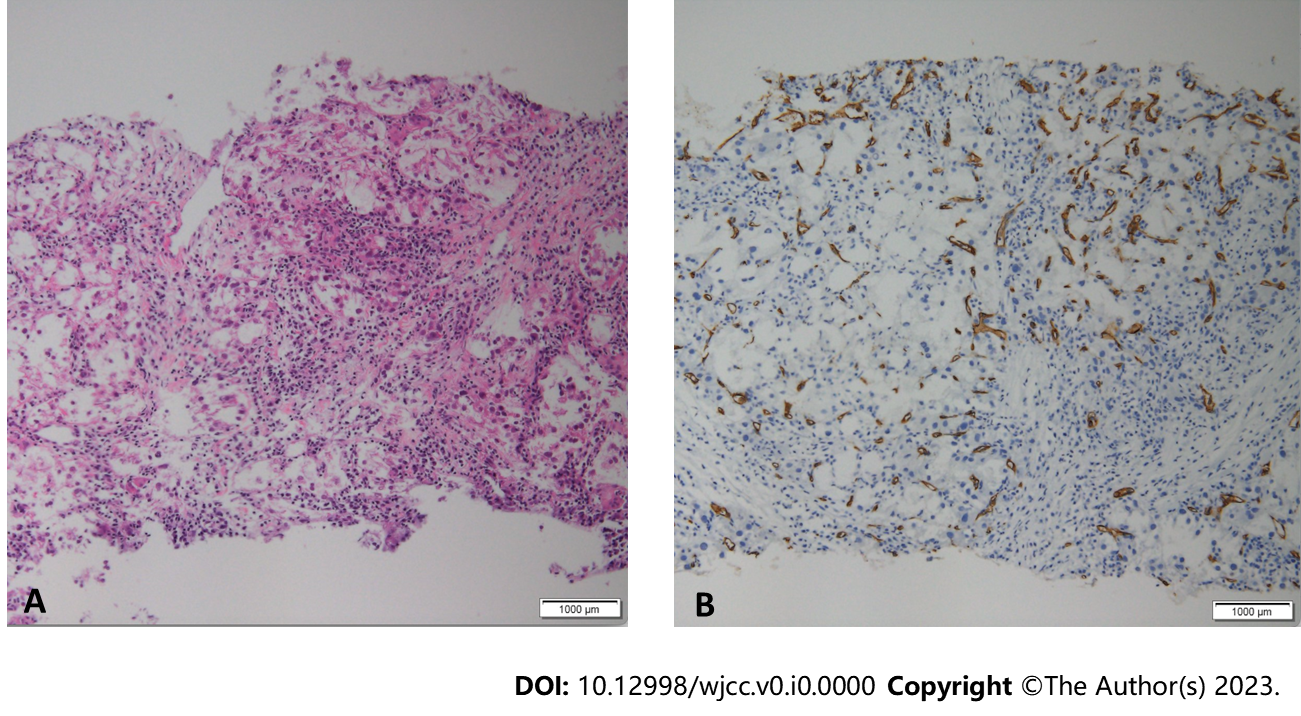 A
1000 µm
B
1000 µm
DOI: 10.12998/wjcc.v0.i0.0000 Copyright ©The Author(s) 2023.